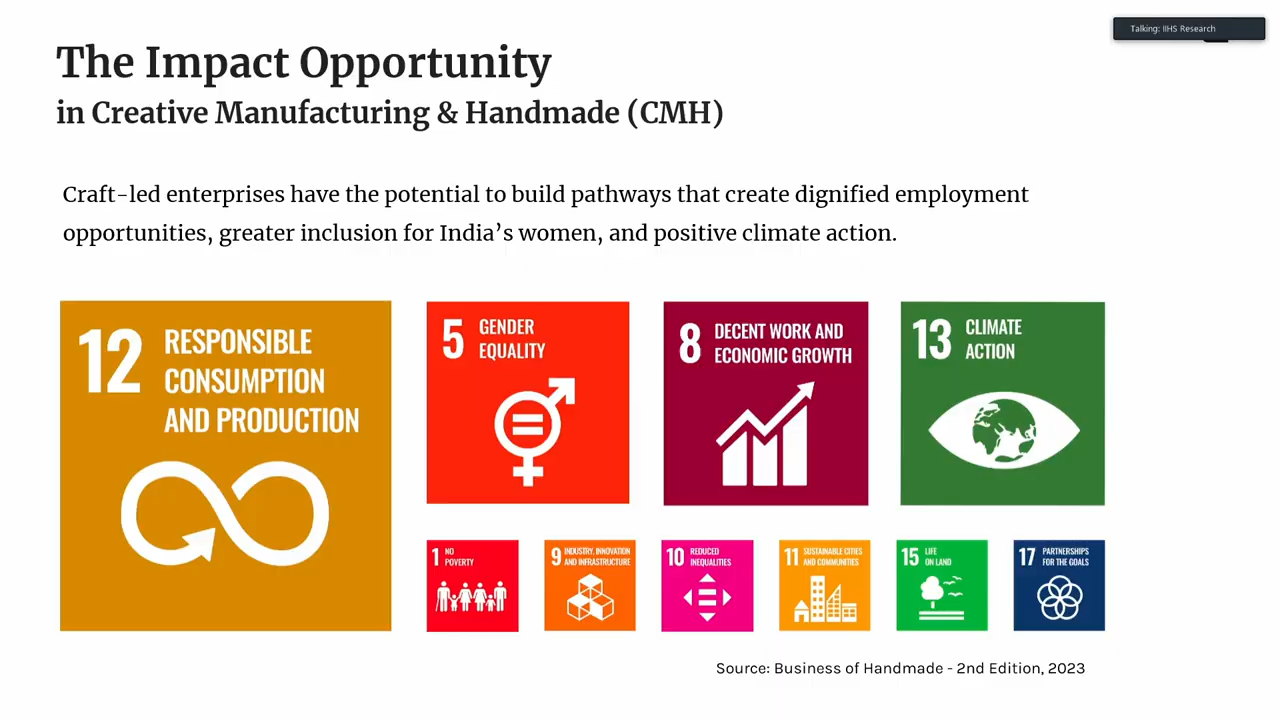 Talking: IIHS Research
The Impact Opportunity
in Creative Manufacturing & Handmade (CMH)
Craft-led enterprises have the potential to build pathways that create dignified employment
opportunities, greater inclusion for India’s women, and positive climate action.
12 RESPONSIBLE
CONSUMPTION
AND PRODUCTION
5 GENDER
EQUALITY
8 DECENT WORK AND
ECONOMIC GROWTH
13 CLIMATE
ACTION
1 NO
POVERTY
9 INDUSTRY, INNOVATION
AND INFRASTRUCTURE
10 REDUCED
INEQUALITIES
11 SUSTAINABLE CITIES
AND COMMUNITIES
15 LIFE
ON LAND
17 PARTNERSHIPS
FOR THE GOALS
Source: Business of Handmade - 2nd Edition, 2023